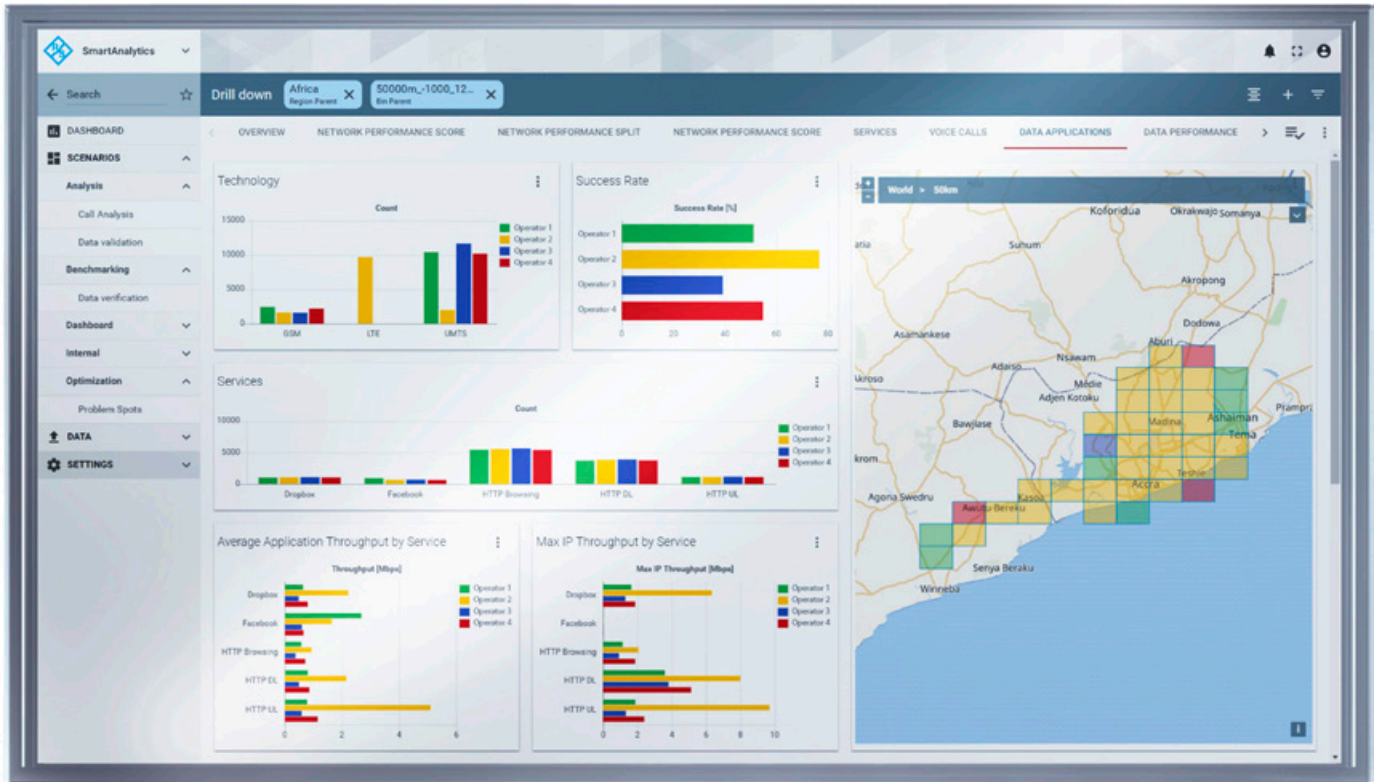 SmartAnalytics
Search
Drill down
Africa
Region Parent
50000m_-1000_12...
Bin Parent
DASHBOARD
SCENARIOS
Analysis
Call Analysis
Data validation
Benchmarking
Data verification
Dashboard
Internal
Optimization
Problem Spots
DATA
SETTINGS
OVERVIEW NETWORK PERFORMANCE SCORE NETWORK PERFORMANCE SPLIT NETWORK PERFORMANCE SCORE SERVICES VOICE CALLS DATA APPLICATIONS DATA PERFORMANCE
Technology
Count
15000
10000
5000
0
GSM LTE UMTS
Operator 1
Operator 2
Operator 3
Operator 4
Success Rate
Success Rate [%]
Operator 1
Operator 2
Operator 3
Operator 4
0 20 40 60 80
Services
Count
10000
5000
0
Dropbox Facebook HTTP Browsing HTTP DL HTTP UL
Operator 1
Operator 2
Operator 3
Operator 4
Average Application Throughput by Service
Throughput [Mbps]
Dropbox
Facebook
HTTP Browsing
HTTP DL
HTTP UL
0 2 4 6
Operator 1
Operator 2
Operator 3
Operator 4
Max IP Throughput by Service
Max IP Throughput [Mbps]
Dropbox
Facebook
HTTP Browsing
HTTP DL
HTTP UL
0 2 4 6 8 10
Operator 1
Operator 2
Operator 3
Operator 4
World > 50km
Koforidua
Okrakwajo
Somanya
Suhum
Akropong
Asamankese
Dodowa
Aburi
Nsawam
Adaiso
Medie
Adjen Kotoku
Bawjiase
Madina
Ashaiman
Tema
Teshie
Accra
Agona Swedru
Kasoa
Awutu Bereku
Senya Beraku
Winneba